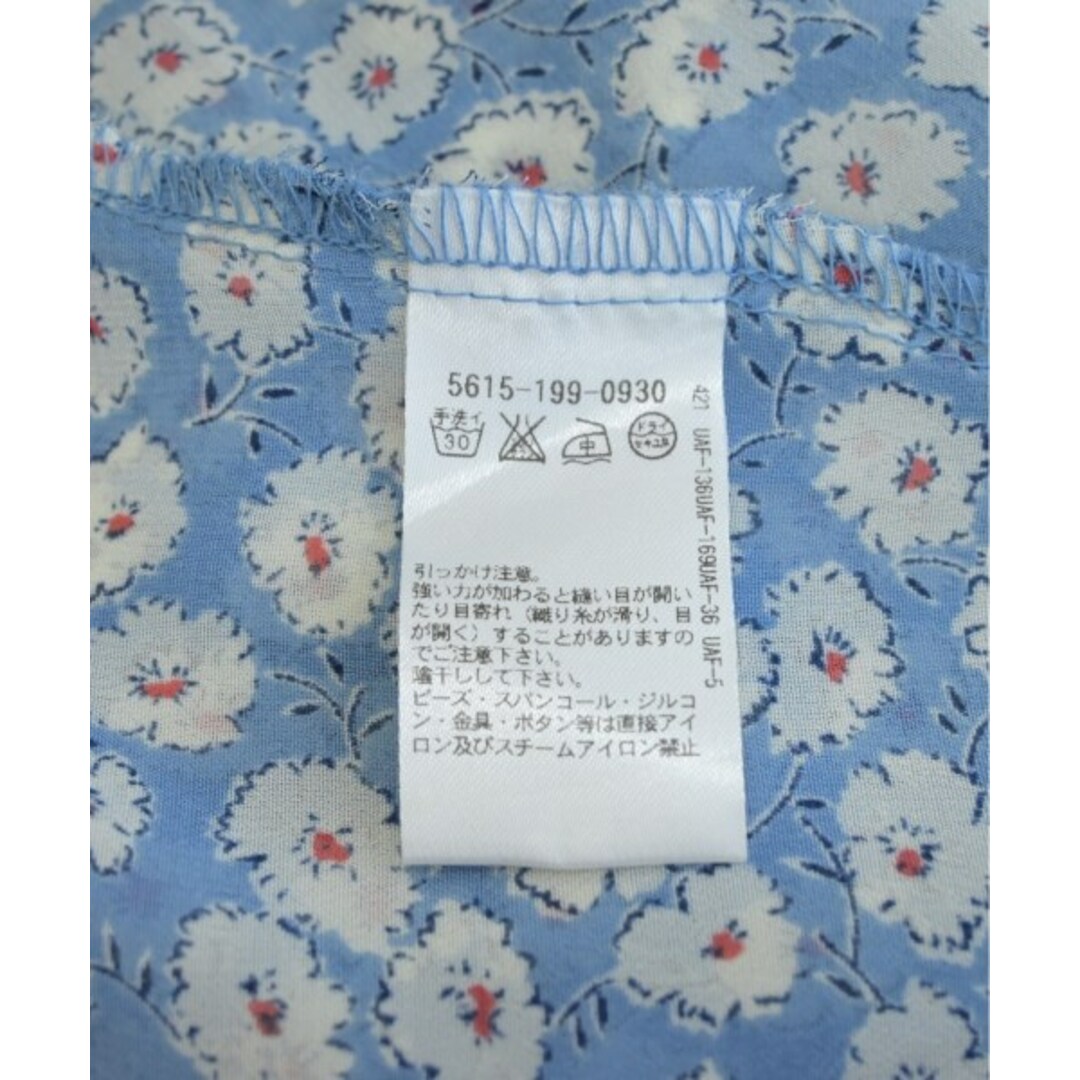 5615-199-0930
手洗イ
30
中
ドライ
セキユ系
引っかけ注意。
強い力が加わると縫い目が開い
たり目寄れ（織り糸が滑り、目
が開く）することがありますの
でご注意下さい。
陰干しして下さい。
ビーズ・スパンコール・ジルコ
ン・金具・ボタン等は直接アイ
ロン及びスチームアイロン禁止
421 UAF-136UAF-169UAF-36 UAF-5